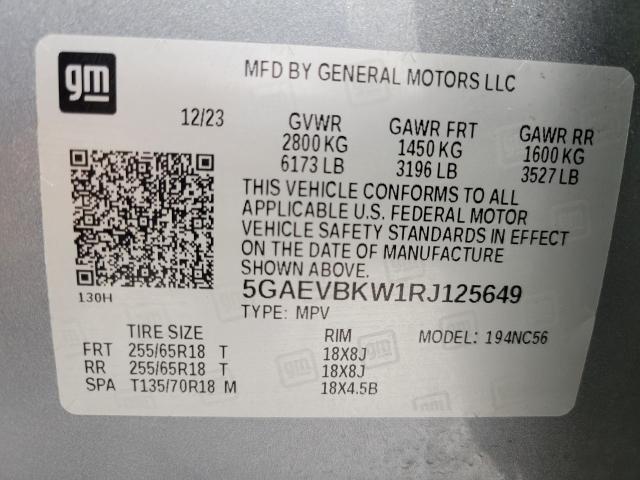 gm
MFD BY GENERAL MOTORS LLC
12/23
GVWR
2800 KG
6173 LB
GAWR FRT
1450 KG
3196 LB
GAWR RR
1600 KG
3527 LB
THIS VEHICLE CONFORMS TO ALL
APPLICABLE U.S. FEDERAL MOTOR
VEHICLE SAFETY STANDARDS IN EFFECT
ON THE DATE OF MANUFACTURE
SHOWN ABOVE.
130H
5GAEVBKW1RJ125649
TYPE: MPV
TIRE SIZE
RIM
MODEL: 194NC56
FRT 255/65R18 T 18X8J
RR 255/65R18 T 18X8J
SPA T135/70R18 M 18X4.5B